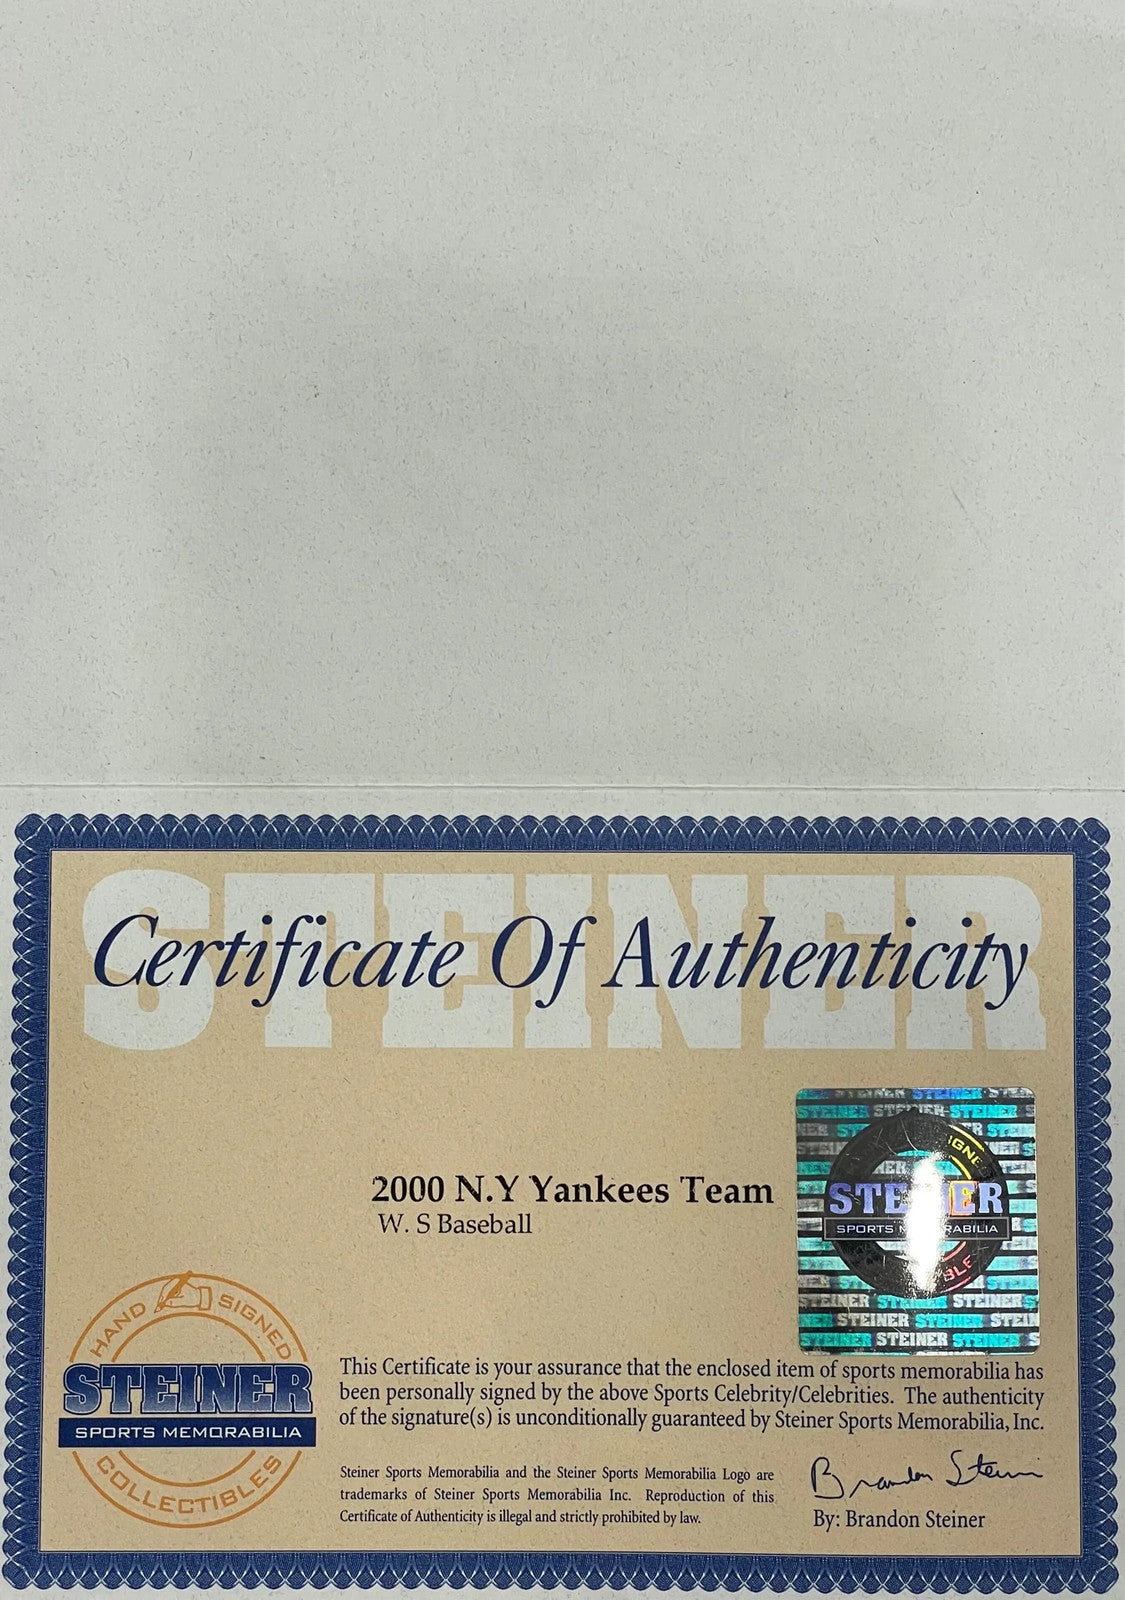 STEINER
Certificate Of Authenticity
2000 N.Y Yankees Team
W. S Baseball
STEINER
SPORTS MEMORABILIA
HAND SIGNED
STEINER
SPORTS MEMORABILIA
COLLECTIBLES
This Certificate is your assurance that the enclosed item of sports memorabilia has
been personally signed by the above Sports Celebrity/Celebrities. The authenticity
of the signature(s) is unconditionally guaranteed by Steiner Sports Memorabilia, Inc.
Steiner Sports Memorabilia and the Steiner Sports Memorabilia Logo are
trademarks of Steiner Sports Memorabilia Inc. Reproduction of this
Certificate of Authenticity is illegal and strictly prohibited by law.
Brandon Steiner
By: Brandon Steiner